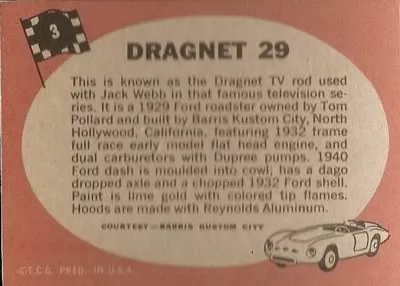 3
DRAGNET 29
This is known as the Dragnet TV rod used
with Jack Webb in that famous television se-
ries. It is a 1929 Ford roadster owned by Tom
Pollard and built by Barris Kustom City, North
Hollywood, California, featuring 1932 frame
full race early model flat head engine, and
dual carburetors with Dupree pumps. 1940
Ford dash is moulded into cowl; has a dago
dropped axle and a chopped 1932 Ford shell.
Paint is lime gold with colored tip flames.
Hoods are made with Reynolds Aluminum.
COURTESY—BARRIS KUSTOM CITY
©T.C.G. PRTD. IN U.S.A.